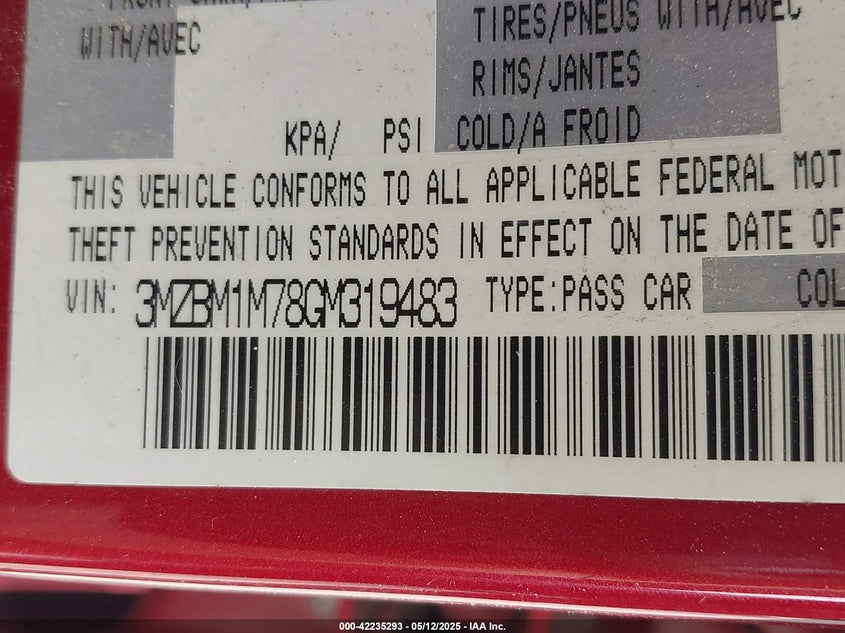 WITH/AVEC
TIRES/PNEUS WITH/AVEC
RIMS/JANTES
KPA/ PSI COLD/A FROID
THIS VEHICLE CONFORMS TO ALL APPLICABLE FEDERAL MOT
THEFT PREVENTION STANDARDS IN EFFECT ON THE DATE OF
VIN: 3MZBM1M78GM319483 TYPE:PASS CAR COL
000-42235293 - 05/12/2025 - IAA Inc.